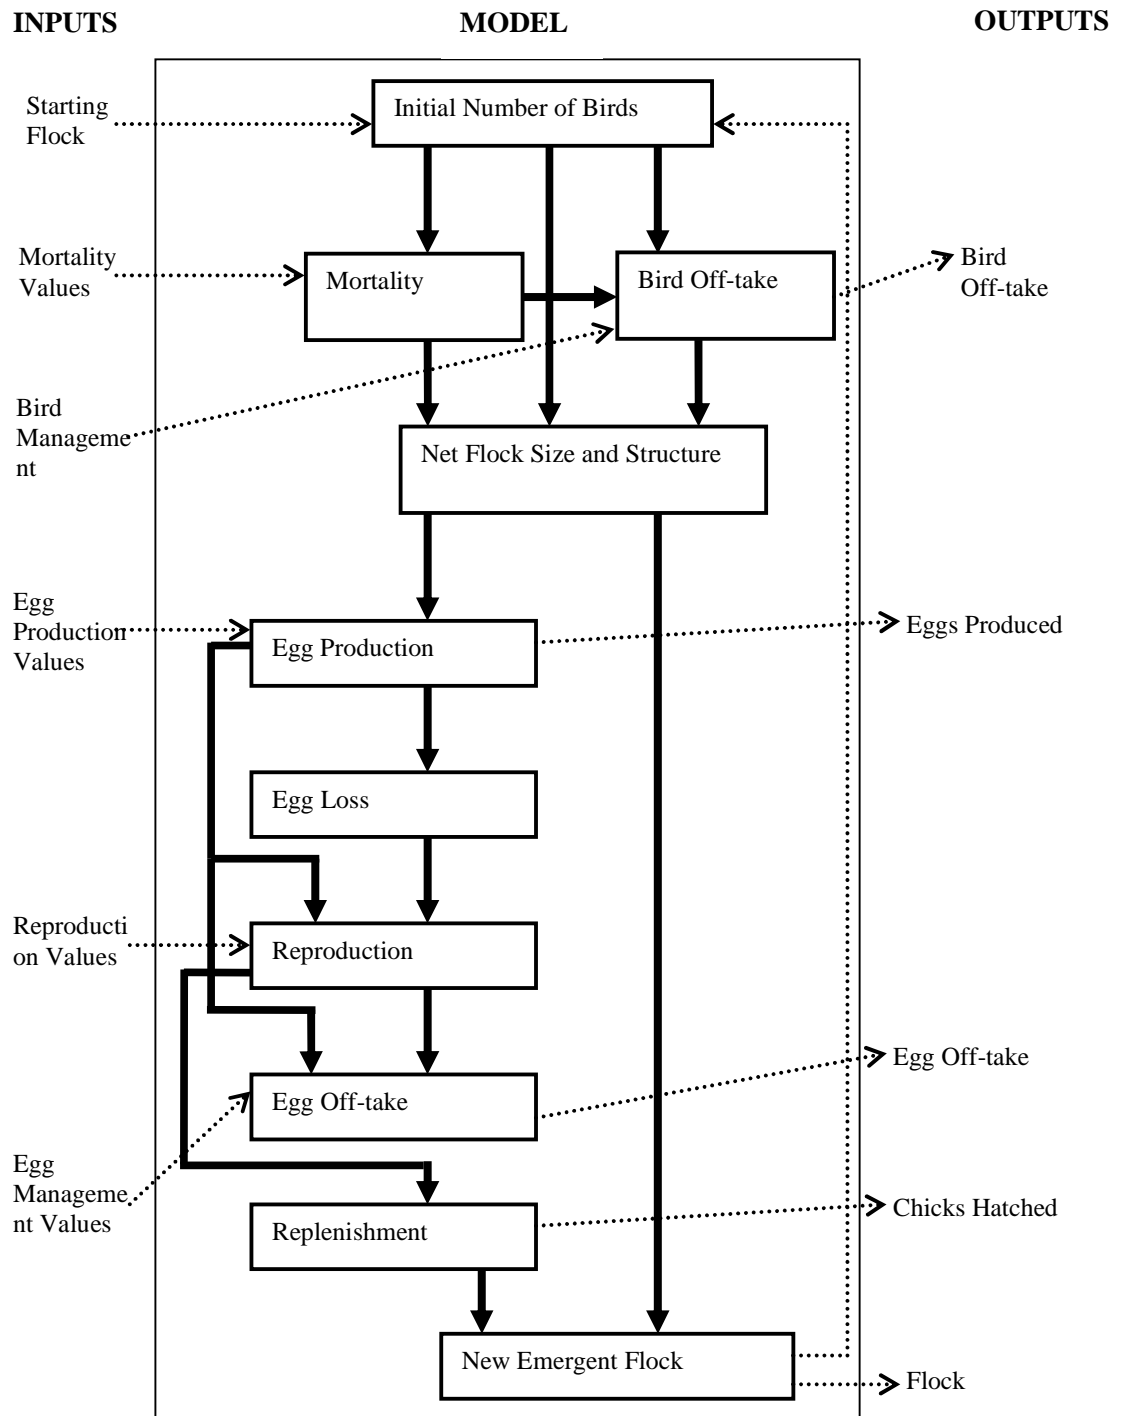 INPUTS
MODEL
OUTPUTS
Starting
Flock
Initial Number of Birds
Mortality
Values
Mortality
Bird Off-take
Bird
Off-take
Bird
Manageme
nt
Net Flock Size and Structure
Egg
Production
Values
Egg Production
Eggs Produced
Egg Loss
Reproducti
on Values
Reproduction
Egg Off-take
Egg Off-take
Egg
Manageme
nt Values
Replenishment
Chicks Hatched
New Emergent Flock
Flock